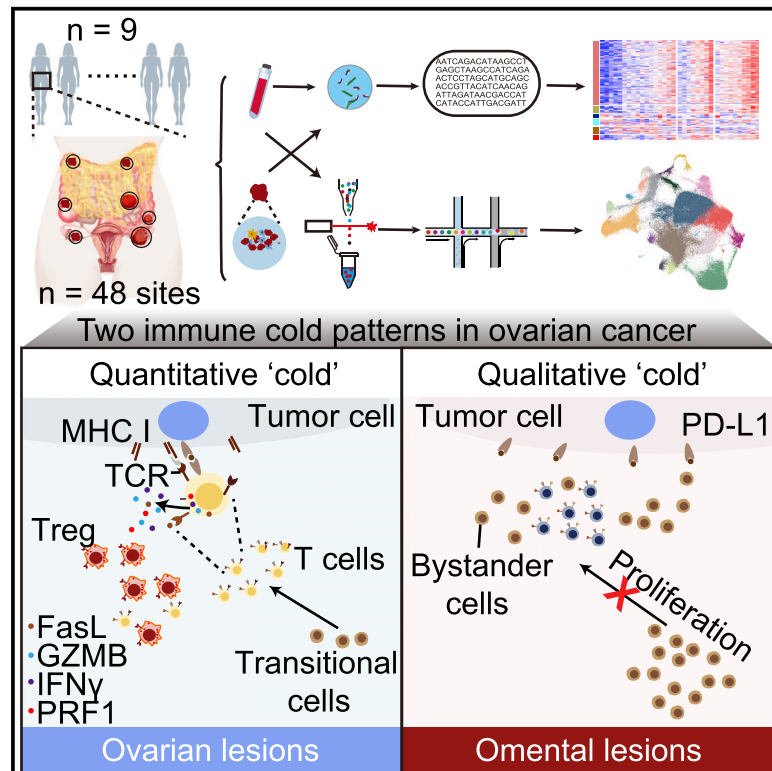 n = 9
AATCAGACATAAGCCT
GAGCTAAGCCATCAGA
ACTCCTAGCATGCAGC
ACCGTTACATCAACAG
ATTAGATAACGACCAT
CATACCATTGACGATT
n = 48 sites
Two immune cold patterns in ovarian cancer
Quantitative ‘cold’
Tumor cell
MHC I
TCR
Treg
T cells
FasL
GZMB
IFNγ
PRF1
Transitional
cells
Ovarian lesions
Qualitative ‘cold’
Tumor cell
PD-L1
Bystander
cells
Proliferation
Omental lesions